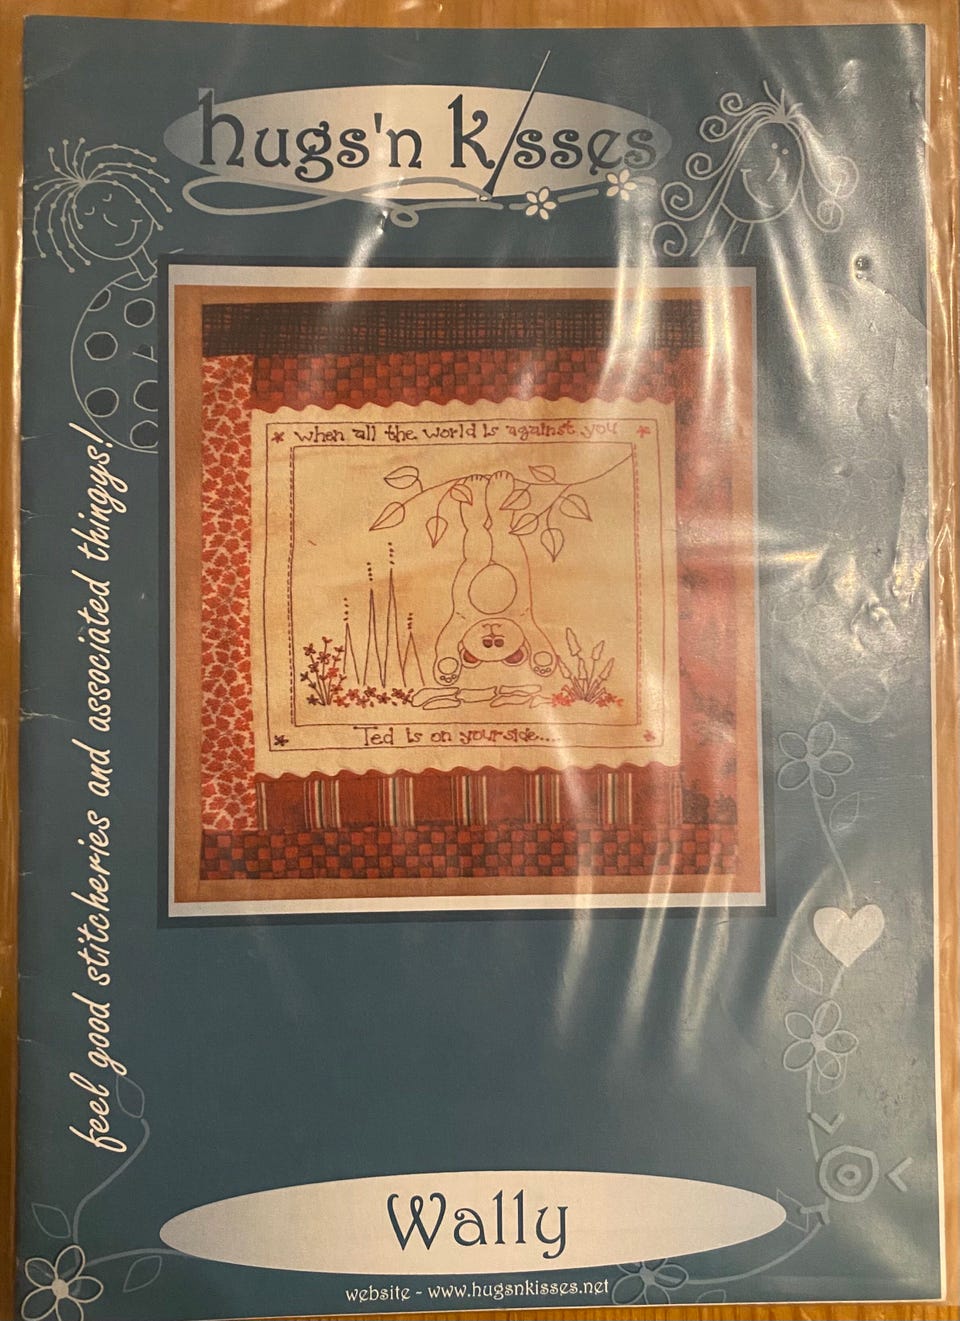 hugs'n kisses
feel good stitcheries and associated thingys!
when all the world is against you
Ted is on your side....
Wally
website - www.hugsnkisses.net